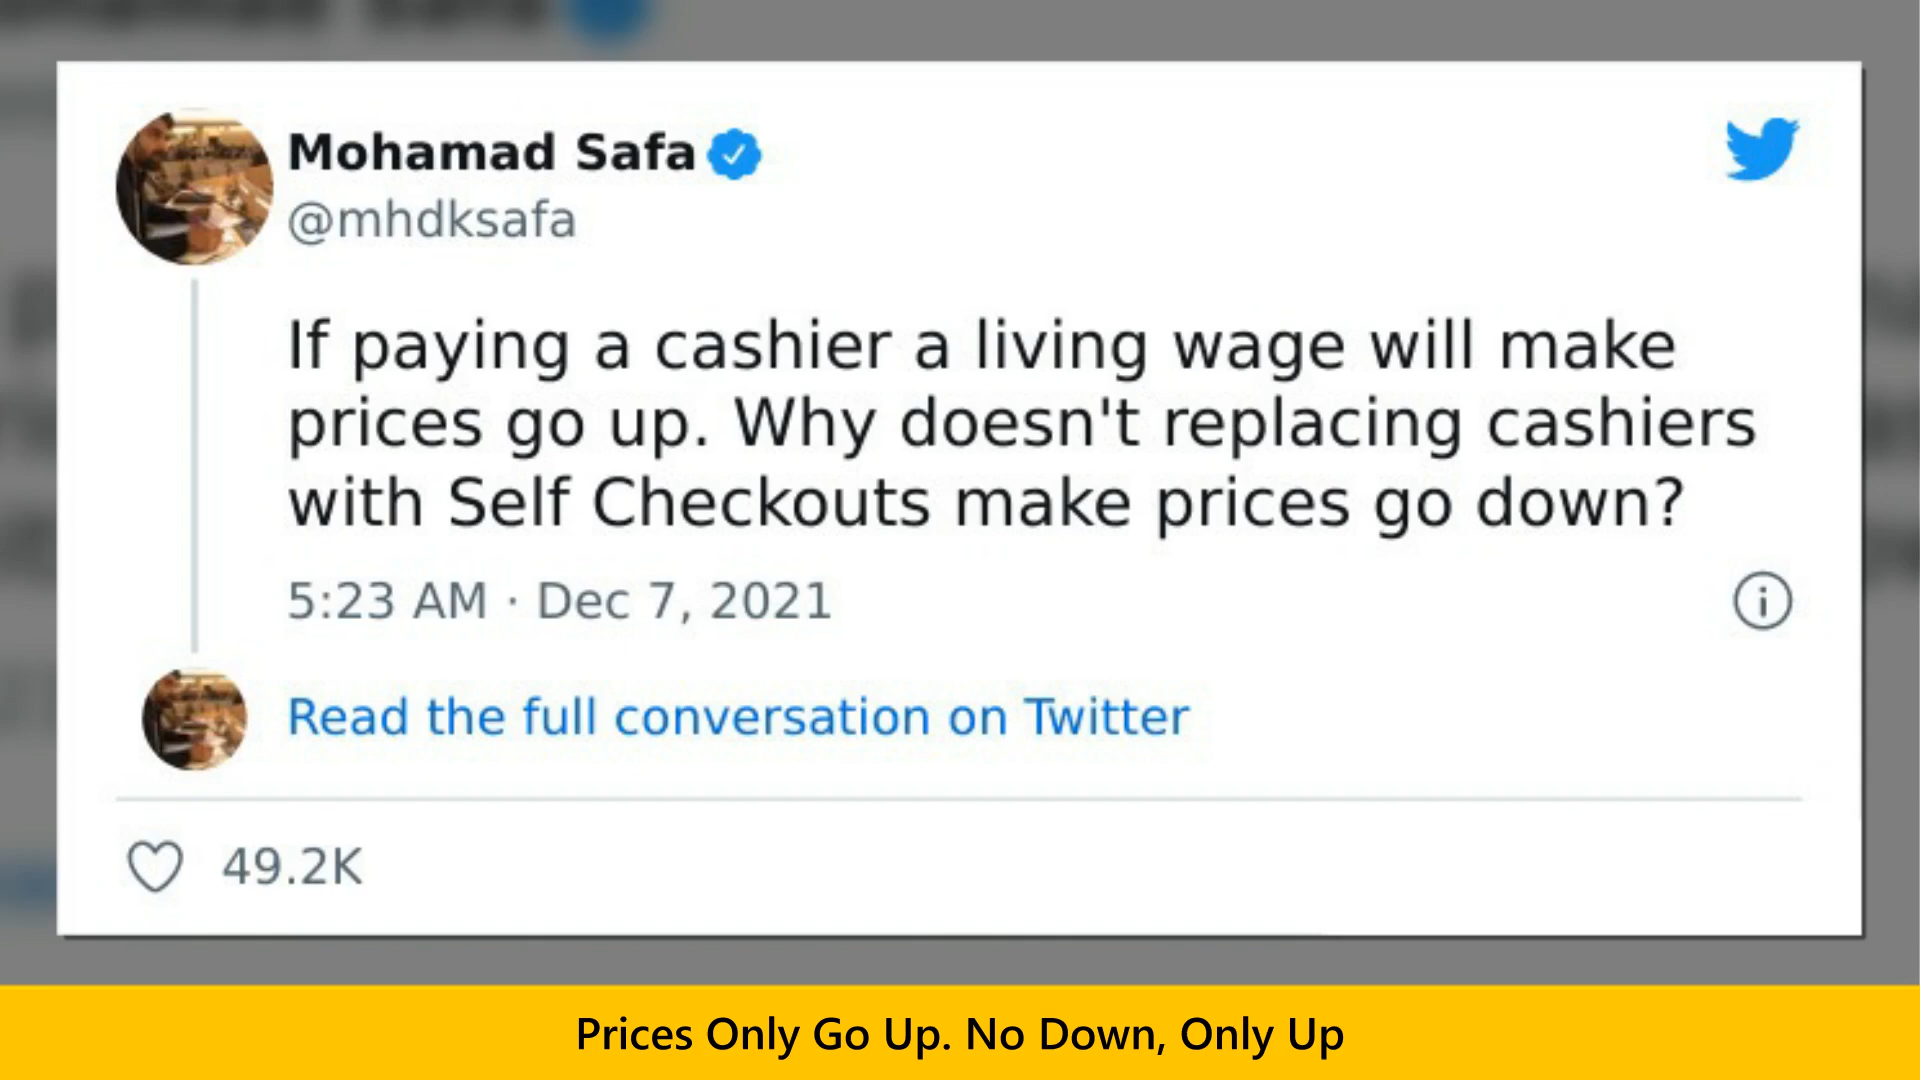 Mohamad Safa
@mhdksafa
If paying a cashier a living wage will make
prices go up. Why doesn't replacing cashiers
with Self Checkouts make prices go down?
5:23 AM · Dec 7, 2021
Read the full conversation on Twitter
49.2K
Prices Only Go Up. No Down, Only Up